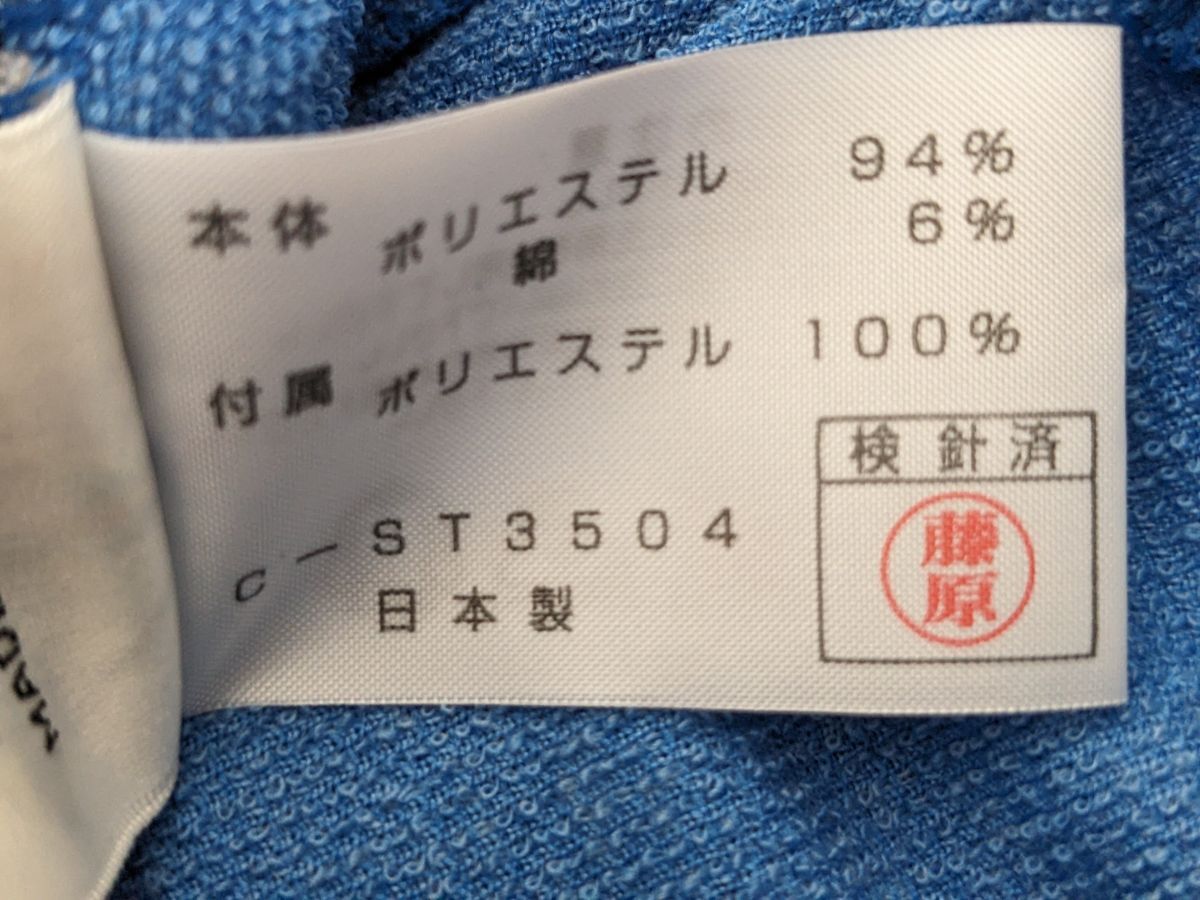 本体 ポリエステル 94%
綿 6%
付属 ポリエステル 100%
C-ST3504
日本製
検針済
藤原